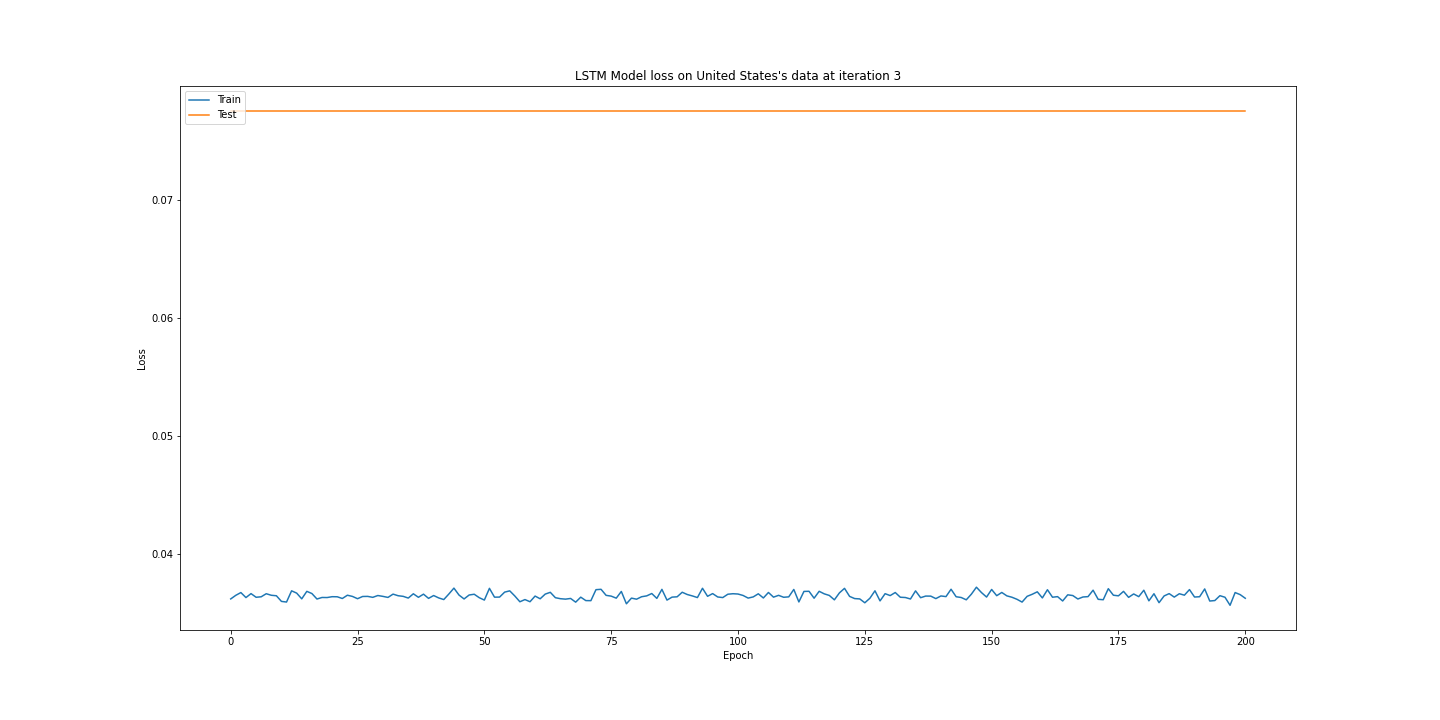 LSTM Model loss on United States's data at iteration 3
Train
Test
0.07
0.06
0.05
0.04
Loss
0 25 50 75 100 125 150 175 200
Epoch